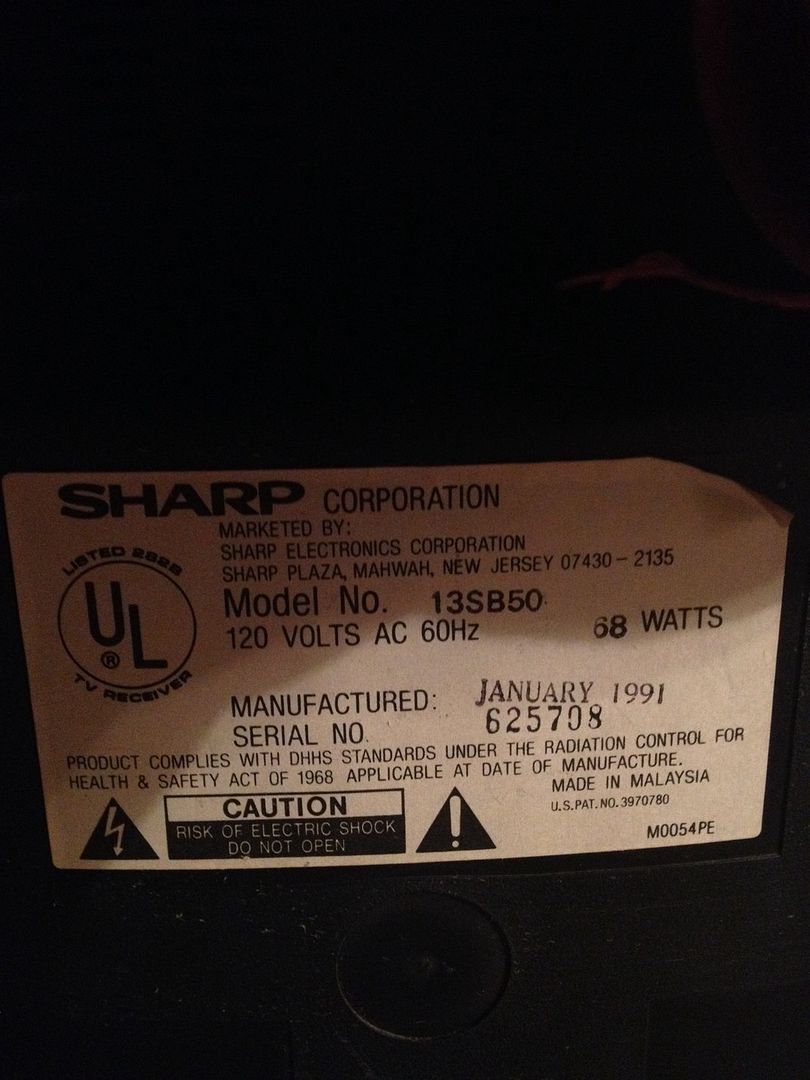 SHARP CORPORATION
MARKETED BY:
SHARP ELECTRONICS CORPORATION
SHARP PLAZA, MAHWAH, NEW JERSEY 07430-2135
LISTED 282B
UL
®
TV RECEIVER
Model No. 13SB50
120 VOLTS AC 60Hz 68 WATTS
MANUFACTURED: JANUARY 1991
SERIAL NO. 625708
PRODUCT COMPLIES WITH DHHS STANDARDS UNDER THE RADIATION CONTROL FOR
HEALTH & SAFETY ACT OF 1968 APPLICABLE AT DATE OF MANUFACTURE.
MADE IN MALAYSIA
U.S.PAT.NO.3970780
CAUTION
RISK OF ELECTRIC SHOCK
DO NOT OPEN
M0054PE